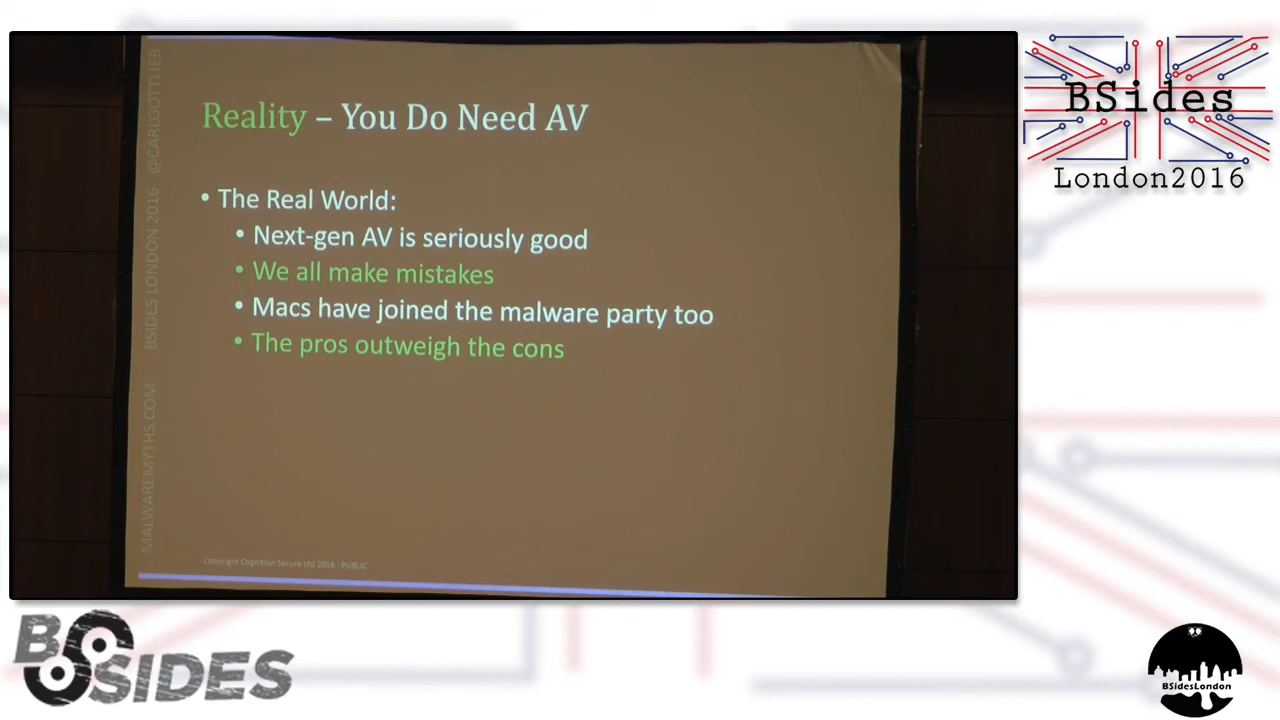 Reality – You Do Need AV
• The Real World:
• Next-gen AV is seriously good
• We all make mistakes
• Macs have joined the malware party too
• The pros outweigh the cons
Copyright Cognition Secure Ltd 2016 - PUBLIC
MALWAREMYTHS.COM BSIDES LONDON 2016 @CARLGOTTLIEB
BSides
London2016
BSIDES
BSidesLondon